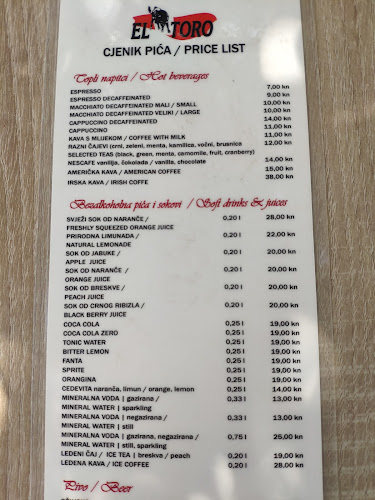 EL TORO
CJENIK PIĆA / PRICE LIST
Topli napitci / Hot beverages
ESPRESSO 7,00 kn
ESPRESSO DECAFFEINATED 9,00 kn
MACCHIATO DECAFFEINATED MALI / SMALL 10,00 kn
MACCHIATO DECAFFEINATED VELIKI / LARGE 10,00 kn
CAPPUCCINO DECAFFEINATED 14,00 kn
CAPPUCCINO 11,00 kn
KAVA S MLIJEKOM / COFFEE WITH MILK 11,00 kn
RAZNI ČAJEVI (crni, zeleni, menta, kamilica, voćni, brusnica 12,00 kn
SELECTED TEAS (black, green, menta, camomile, fruit, cranberry)
NESCAFE vanilija, čokolada / vanilla, chocolate 14,00 kn
AMERIČKA KAVA / AMERICAN COFFEE 15,00 kn
IRSKA KAVA / IRISH COFFE 38,00 kn
Bezalkoholna pića i sokovi / Soft drinks & juices
SVJEŽI SOK OD NARANČE / 0,20 l 28,00 kn
FRESHLY SQUEEZED ORANGE JUICE
PRIRODNA LIMUNADA / 0,20 l 22,00 kn
NATURAL LEMONADE
SOK OD JABUKE / 0,20 l 20,00 kn
APPLE JUICE
SOK OD NARANČE / 0,20 l 20,00 kn
ORANGE JUICE
SOK OD BRESKVE / 0,20 l 20,00 kn
PEACH JUICE
SOK OD CRNOG RIBIZLA / 0,20 l 20,00 kn
BLACK BERRY JUICE
COCA COLA 0,25 l 19,00 kn
COCA COLA ZERO 0,25 l 19,00 kn
TONIC WATER 0,25 l 19,00 kn
BITTER LEMON 0,25 l 19,00 kn
FANTA 0,25 l 19,00 kn
SPRITE 0,25 l 19,00 kn
ORANGINA 0,25 l 19,00 kn
CEDEVITA naranča, limun / orange, lemon 0,25 l 14,00 kn
MINERALNA VODA | gazirana / 0,33 l 13,00 kn
MINERAL WATER | sparkling
MINERALNA VODA | negazirana / 0,33 l 13,00 kn
MINERAL WATER | still
MINERALNA VODA | gazirana, negazirana / 0,75 l 25,00 kn
MINERAL WATER | still, sparkling
LEDENI ČAJ / ICE TEA | breskva / peach 0,20 l 19,00 kn
LEDENA KAVA / ICE COFFEE 0,20 l 28,00 kn
Pivo / Beer